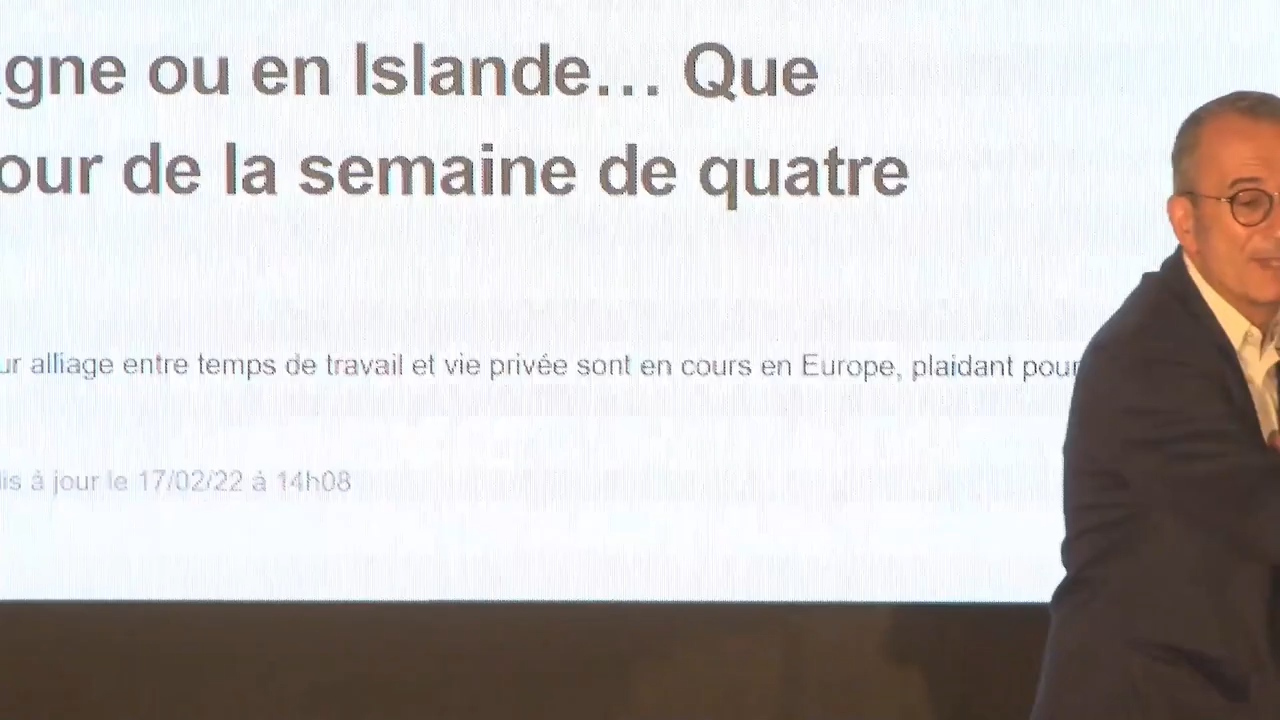 gne ou en Islande… Que
our de la semaine de quatre
ur alliage entre temps de travail et vie privée sont en cours en Europe, plaidant pour
is à jour le 17/02/22 à 14h08